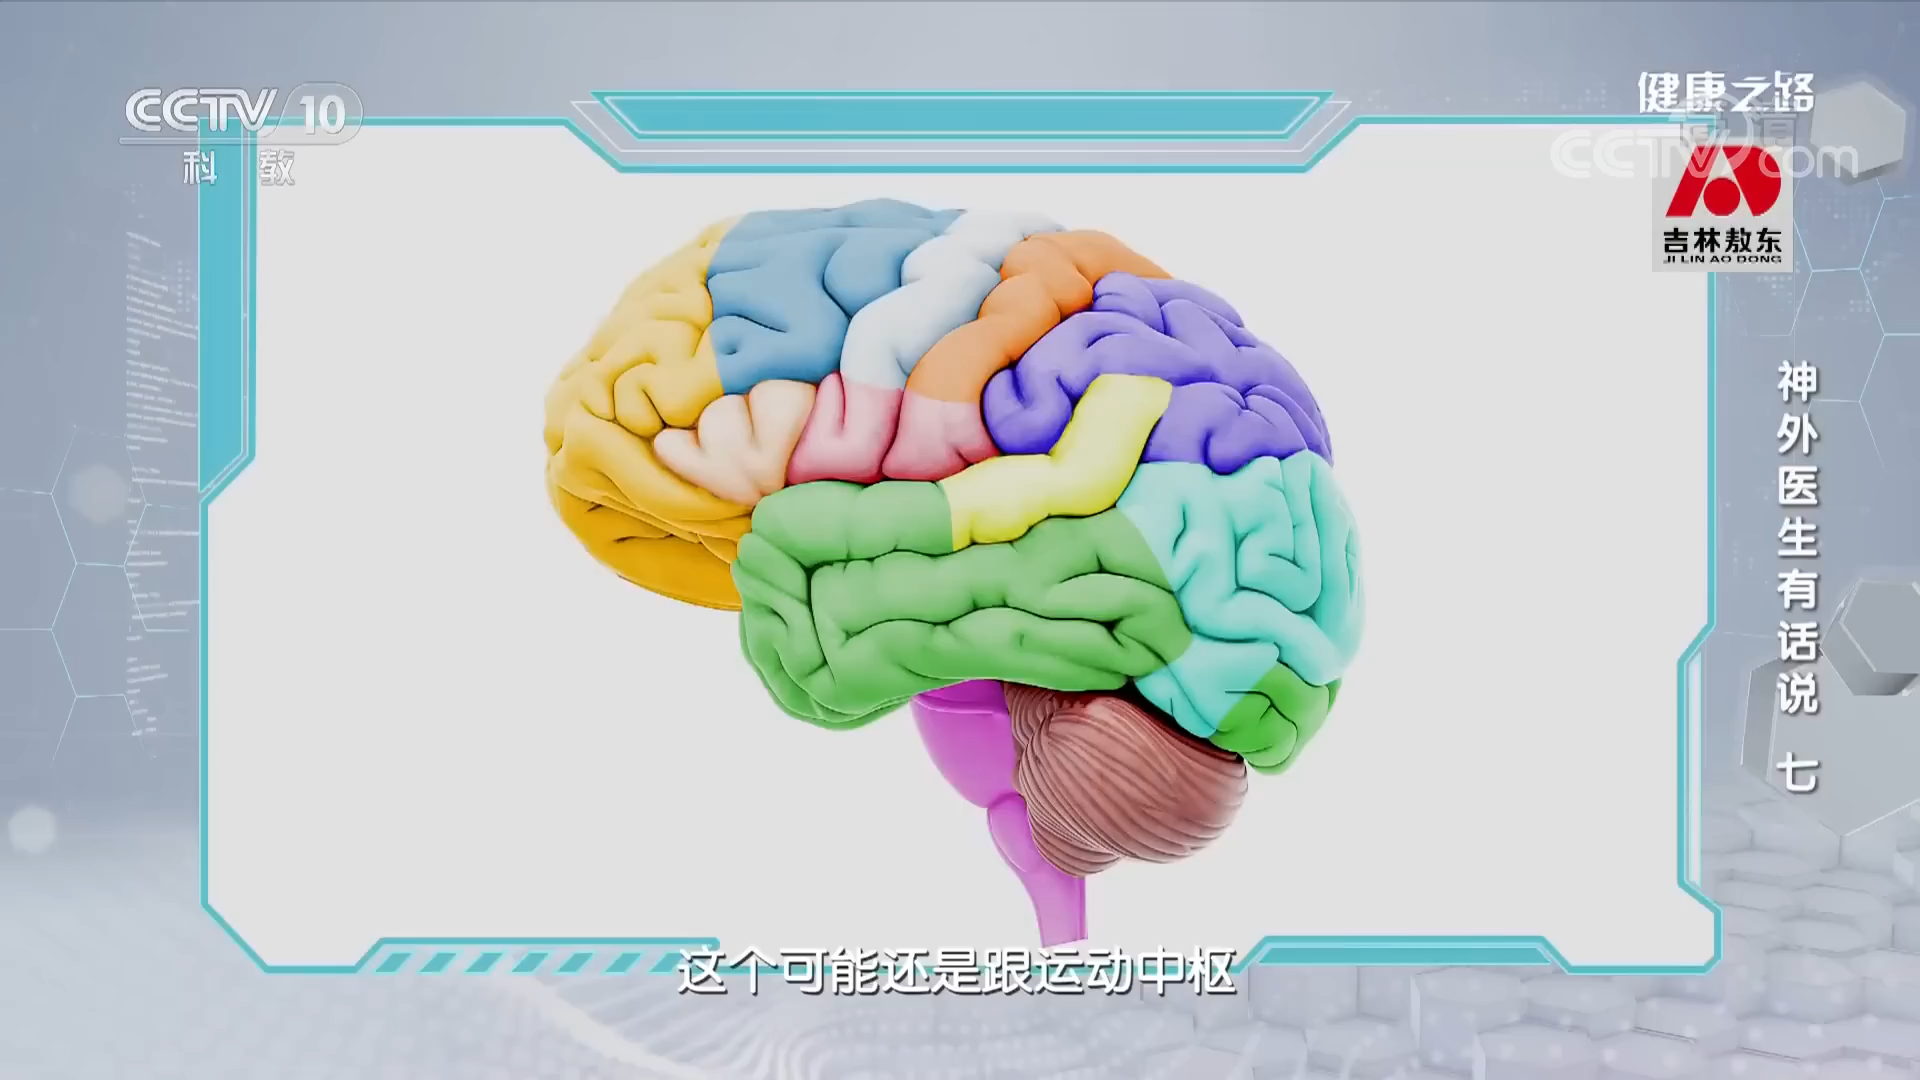 CCTV 10
科 教
健康之路
CCTV com
吉林敖东
JI LIN AO DONG
神外医生有话说 七
这个可能还是跟运动中枢